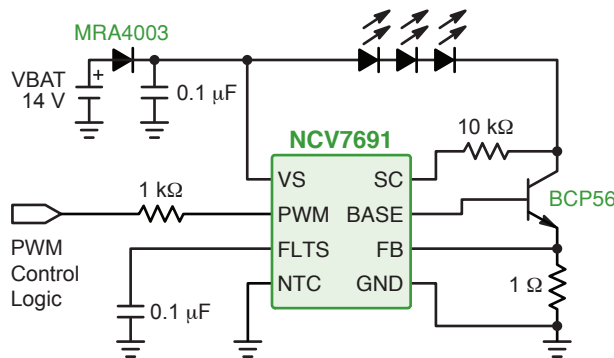 MRA4003
VBAT
14 V
+
0.1 μF
NCV7691
10 kΩ
1 kΩ
VS
SC
BCP56
PWM
BASE
PWM
Control
Logic
FLTS
FB
NTC
GND
0.1 μF
1 Ω